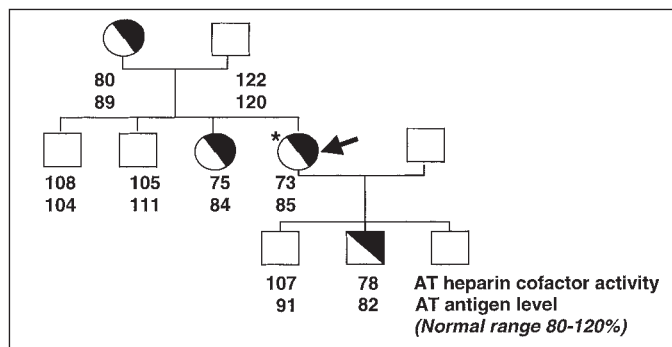 80 122
89 120
*
108 105 75 73
104 111 84 85
107 78 AT heparin cofactor activity
91 82 AT antigen level
(Normal range 80-120%)